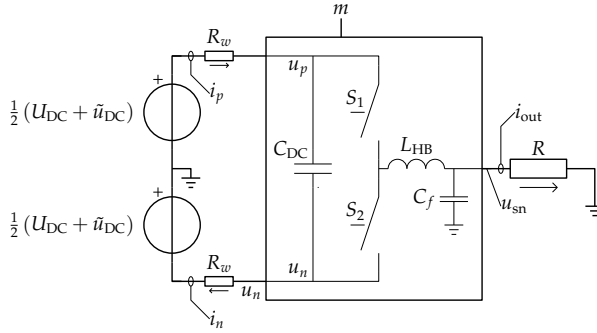 m
R_w
+
i_p
u_p
½ (U_DC + ũ_DC)
S_1
i_out
L_HB
R
C_DC
+
C_f
½ (U_DC + ũ_DC)
S_2
u_sn
R_w
u_n
u_n
i_n